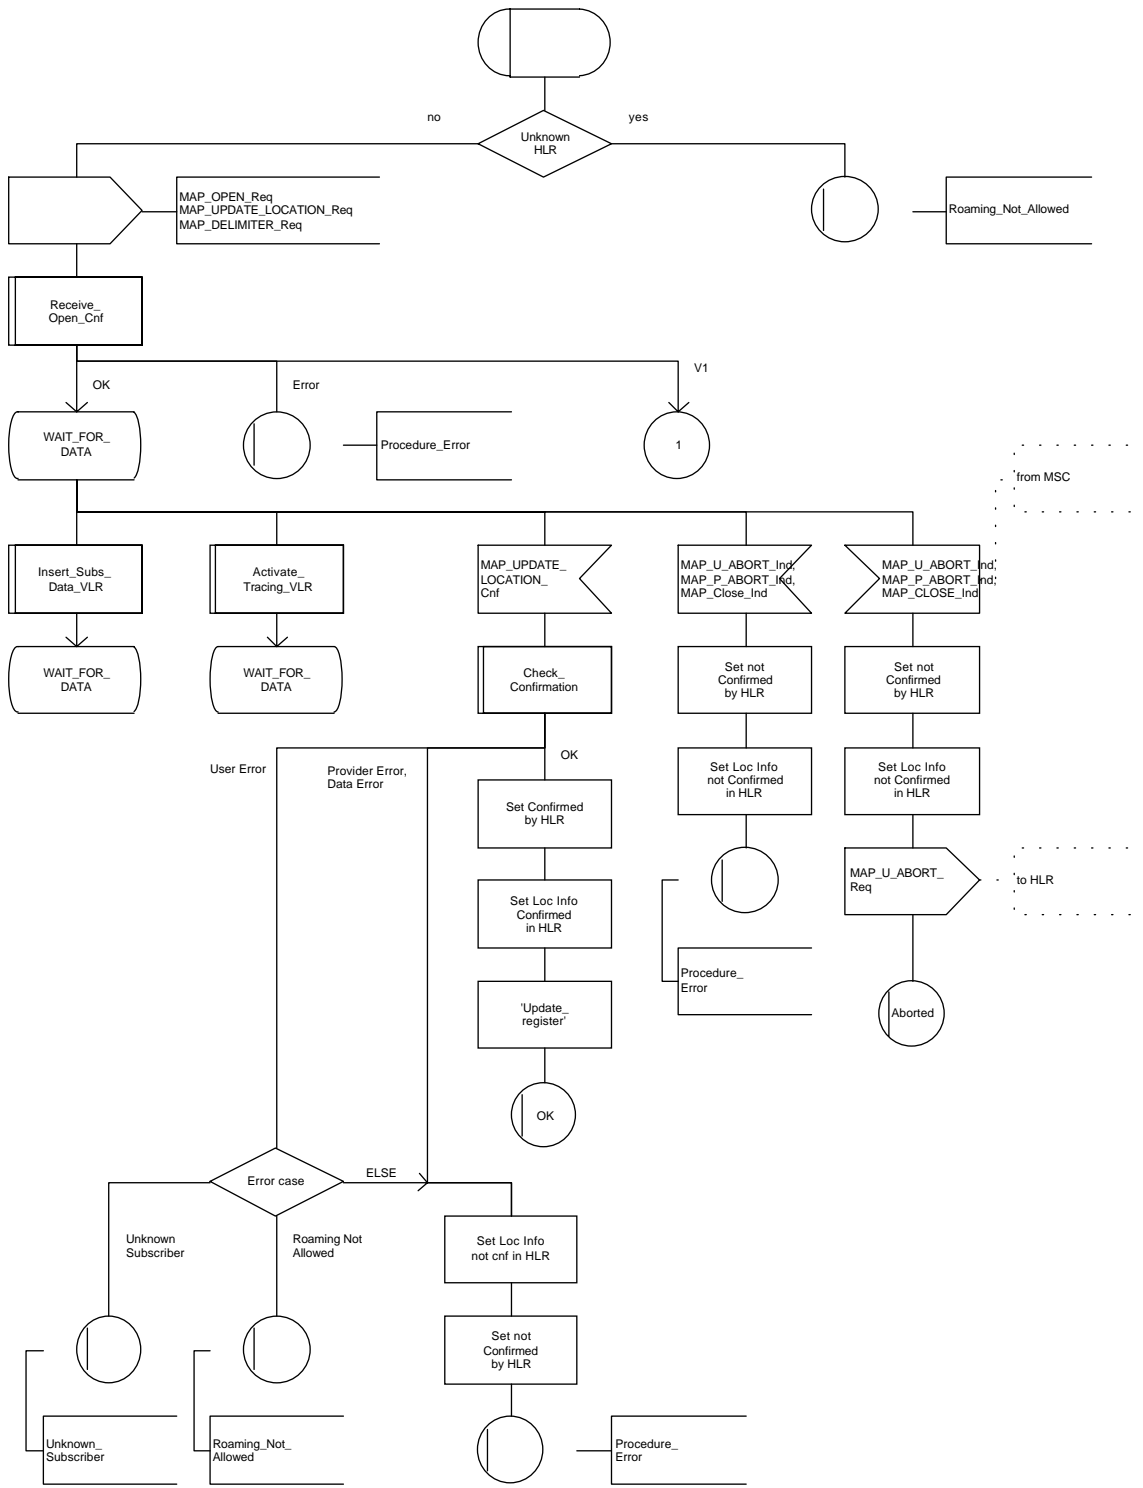 no
yes
Unknown
HLR
MAP_OPEN_Req
MAP_UPDATE_LOCATION_Req
MAP_DELIMITER_Req
Roaming_Not_Allowed
Receive_
Open_Cnf
OK
Error
V1
WAIT_FOR_
DATA
Procedure_Error
1
from MSC
Insert_Subs_
Data_VLR
Activate_
Tracing_VLR
MAP_UPDATE_
LOCATION_
Cnf
MAP_U_ABORT_Ind,
MAP_P_ABORT_Ind,
MAP_Close_Ind
MAP_U_ABORT_Ind,
MAP_P_ABORT_Ind,
MAP_CLOSE_Ind
WAIT_FOR_
DATA
WAIT_FOR_
DATA
Check_
Confirmation
Set not
Confirmed
by HLR
Set not
Confirmed
by HLR
User Error
Provider Error,
Data Error
OK
Set Loc Info
not Confirmed
in HLR
Set Loc Info
not Confirmed
in HLR
Set Confirmed
by HLR
MAP_U_ABORT_
Req
to HLR
Set Loc Info
Confirmed
in HLR
Procedure_
Error
'Update_
register'
Aborted
OK
Error case
ELSE
Unknown
Subscriber
Roaming Not
Allowed
Set Loc Info
not cnf in HLR
Set not
Confirmed
by HLR
Unknown_
Subscriber
Roaming_Not_
Allowed
Procedure_
Error